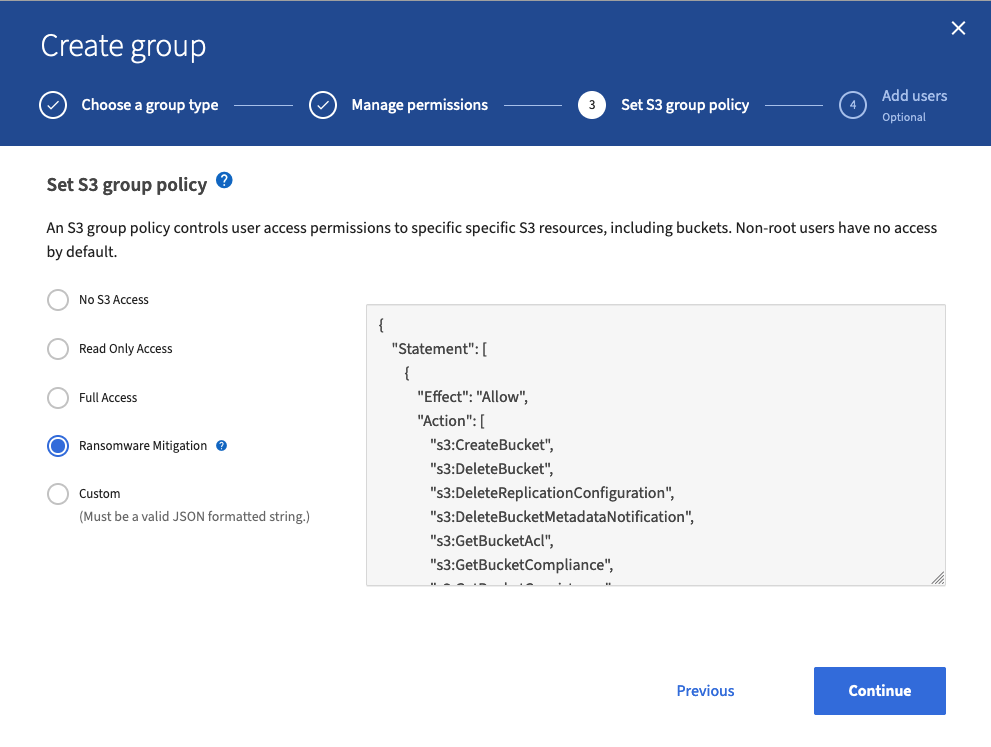 Create group
Choose a group type
Manage permissions
3
Set S3 group policy
4
Add users
Optional
Set S3 group policy
?
An S3 group policy controls user access permissions to specific specific S3 resources, including buckets. Non-root users have no access
by default.
No S3 Access
Read Only Access
Full Access
Ransomware Mitigation
?
Custom
(Must be a valid JSON formatted string.)
{
"Statement": [
{
"Effect": "Allow",
"Action": [
"s3:CreateBucket",
"s3:DeleteBucket",
"s3:DeleteReplicationConfiguration",
"s3:DeleteBucketMetadataNotification",
"s3:GetBucketAcl",
"s3:GetBucketCompliance",
Previous
Continue